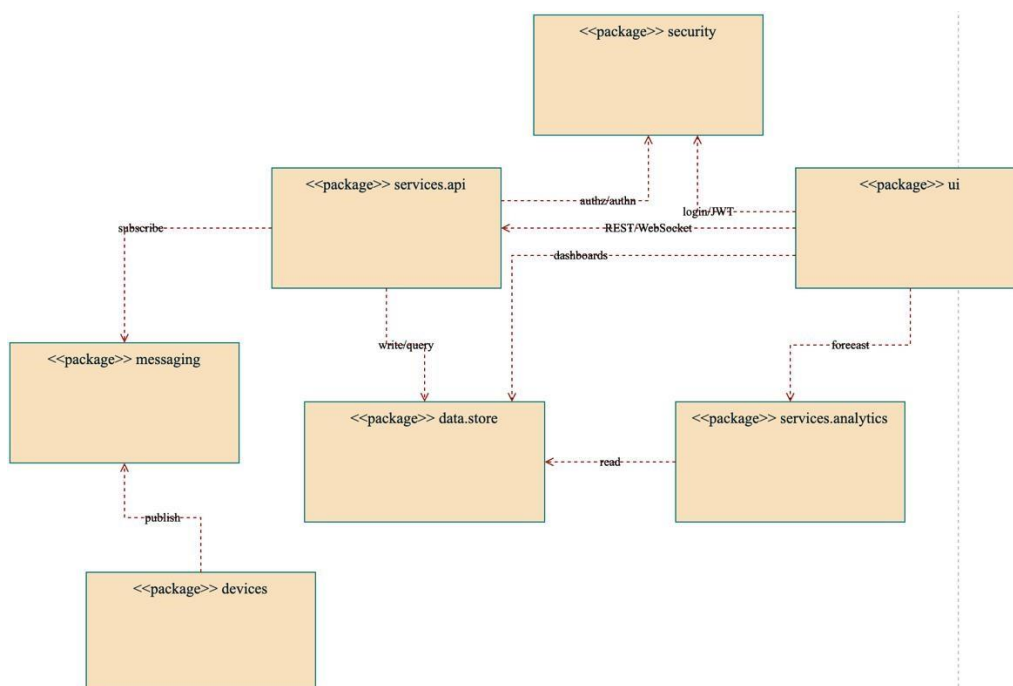 <<package>> security
<<package>> services.api
<<package>> ui
authz/authn
login/JWT
subscribe
REST/WebSocket
dashboards
write/query
forecast
<<package>> messaging
<<package>> data.store
<<package>> services.analytics
read
publish
<<package>> devices